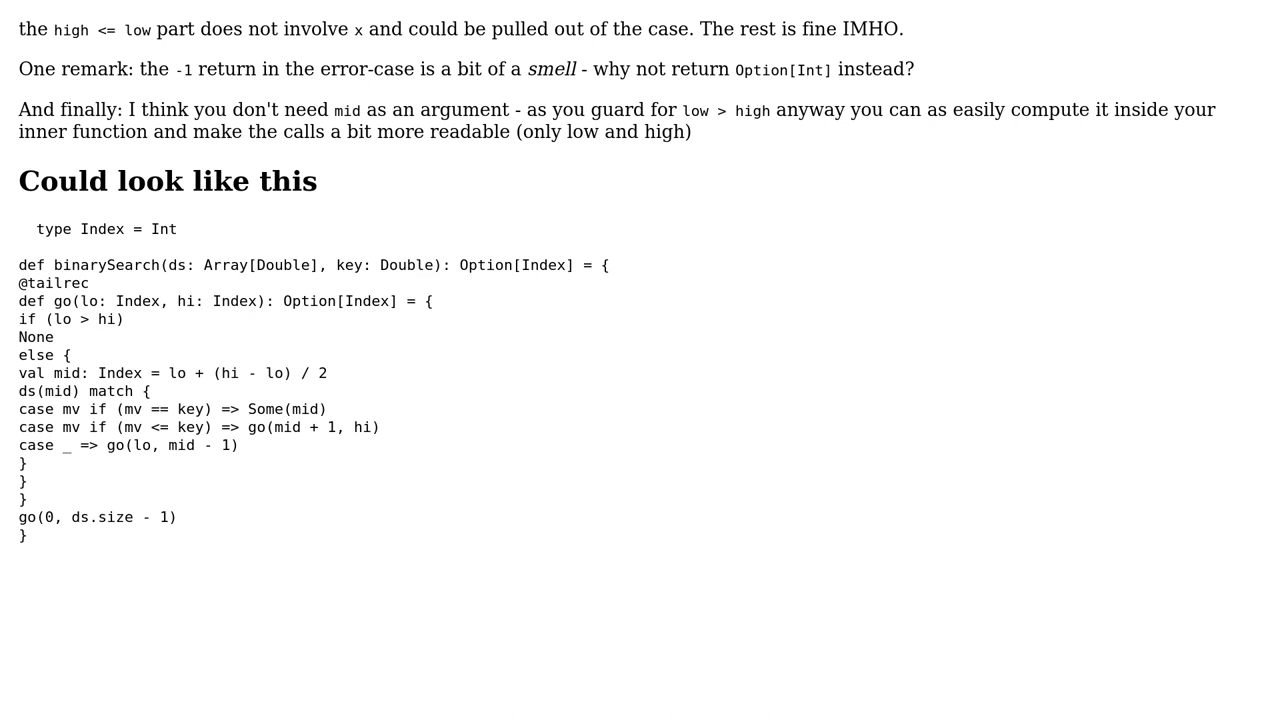 the high <= low part does not involve x and could be pulled out of the case. The rest is fine IMHO.
One remark: the -1 return in the error-case is a bit of a smell - why not return Option[Int] instead?
And finally: I think you don't need mid as an argument - as you guard for low > high anyway you can as easily compute it inside your
inner function and make the calls a bit more readable (only low and high)
Could look like this
type Index = Int
def binarySearch(ds: Array[Double], key: Double): Option[Index] = {
@tailrec
def go(lo: Index, hi: Index): Option[Index] = {
if (lo > hi)
None
else {
val mid: Index = lo + (hi - lo) / 2
ds(mid) match {
case mv if (mv == key) => Some(mid)
case mv if (mv <= key) => go(mid + 1, hi)
case _ => go(lo, mid - 1)
}
}
}
go(0, ds.size - 1)
}